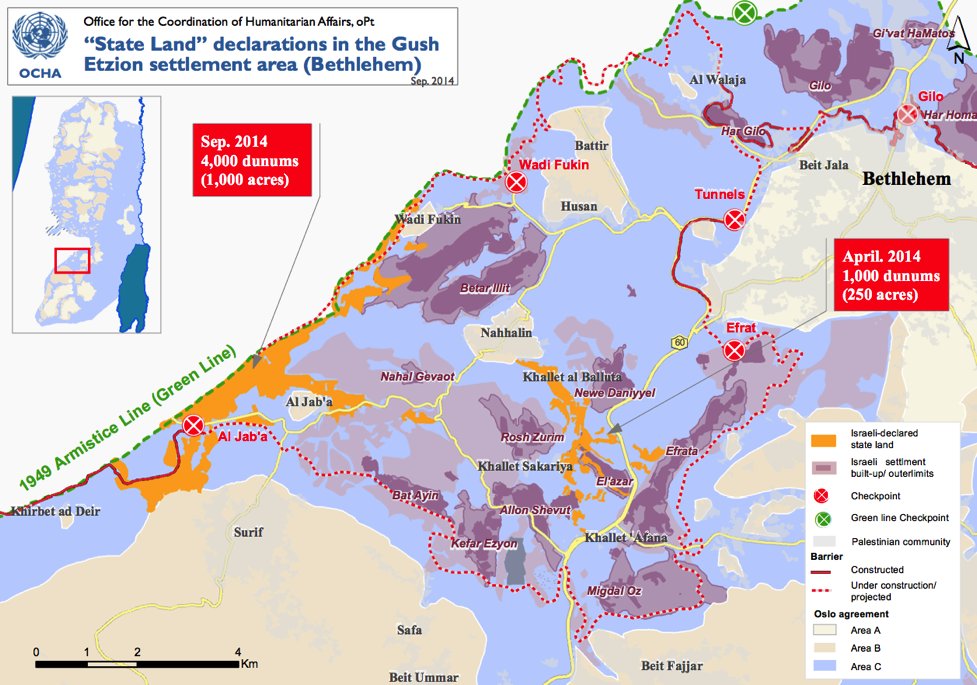 OCHA
Office for the Coordination of Humanitarian Affairs, oPt
“State Land” declarations in the Gush
Etzion settlement area (Bethlehem)
Sep. 2014
Sep. 2014
4,000 dunums
(1,000 acres)
April. 2014
1,000 dunums
(250 acres)
N
Gi'vat HaMatos
Al Walaja
Gilo
Gilo
Har Homa
Har Gilo
Battir
Beit Jala
Bethlehem
Wadi Fukin
Tunnels
Husan
Wadi Fukin
Betar Illit
Nahhalin
Efrat
60
1949 Armistice Line (Green Line)
Nahal Gevaot
Khallet al Balluta
Newe Daniyyel
Al Jab'a
Al Jab'a
Rosh Zurim
Efrata
Khallet Sakariya
El'azar
Bat Ayin
Allon Shevut
Khirbet ad Deir
Surif
Kefar Ezyon
Khallet 'Afana
Migdal Oz
Safa
Beit Fajjar
Beit Ummar
0 1 2 4
Km
Israeli-declared
state land
Israeli settlement
built-up/ outerlimits
Checkpoint
Green line Checkpoint
Palestinian community
Barrier
Constructed
Under construction/
projected
Oslo agreement
Area A
Area B
Area C